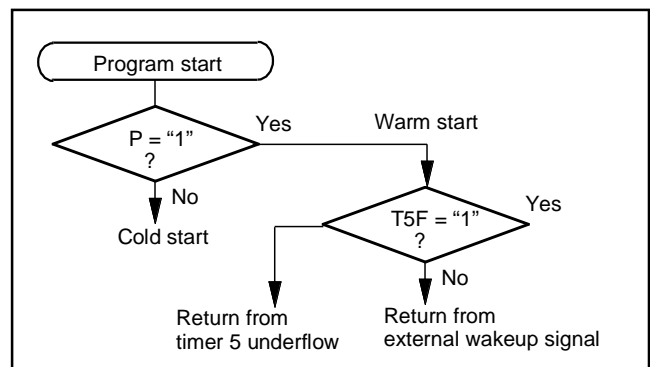 Program start
P = “1”
?
Yes
No
Cold start
Warm start
T5F = “1”
?
Yes
No
Return from
timer 5 underflow
Return from
external wakeup signal